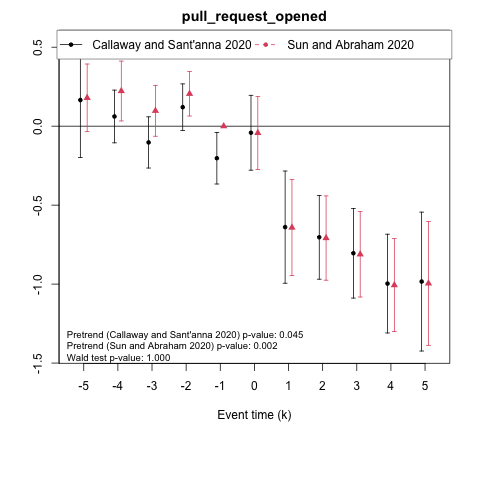 pull_request_opened
Callaway and Sant'anna 2020 Sun and Abraham 2020
0.5
0.0
-0.5
-1.0
-1.5
Pretrend (Callaway and Sant'anna 2020) p-value: 0.045
Pretrend (Sun and Abraham 2020) p-value: 0.002
Wald test p-value: 1.000
-5 -4 -3 -2 -1 0 1 2 3 4 5
Event time (k)